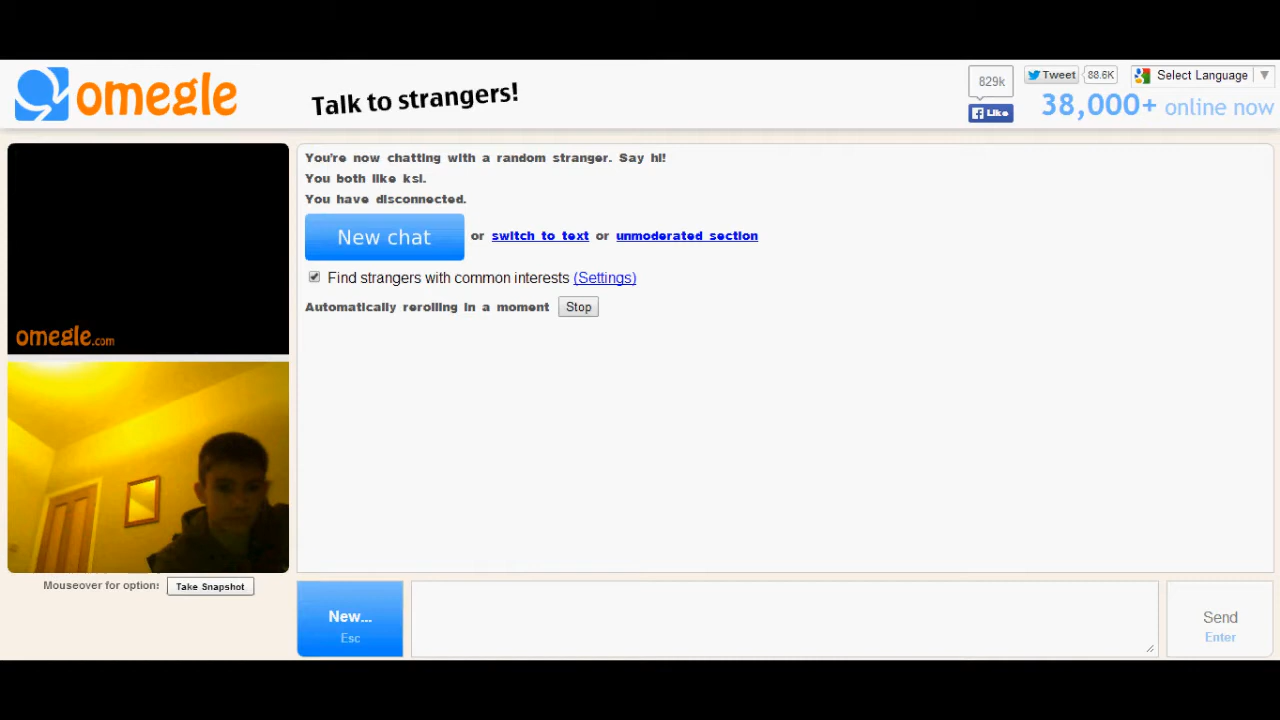 omegle
Talk to strangers!
829k
Like
Tweet 88.6K
Select Language
38,000+ online now
You're now chatting with a random stranger. Say hi!
You both like ksi.
You have disconnected.
New chat or switch to text or unmoderated section
Find strangers with common interests (Settings)
Automatically rerolling in a moment Stop
omegle.com
Mouseover for option: Take Snapshot
New...
Esc
Send
Enter